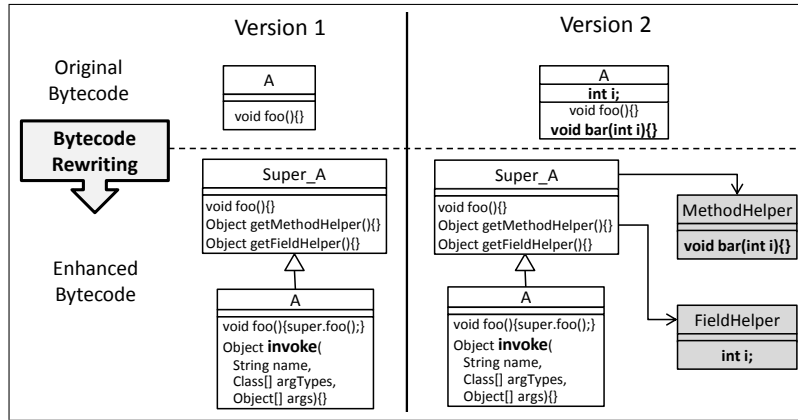 Version 1
Version 2
Original
Bytecode
A
void foo(){}
A
int i;
void foo(){}
void bar(int i){}
Bytecode
Rewriting
Enhanced
Bytecode
Super_A
void foo(){}
Object getMethodHelper(){}
Object getFieldHelper(){}
A
void foo(){super.foo();}
Object invoke(
String name,
Class[] argTypes,
Object[] args){}
Super_A
void foo(){}
Object getMethodHelper(){}
Object getFieldHelper(){}
A
void foo(){super.foo();}
Object invoke(
String name,
Class[] argTypes,
Object[] args){}
MethodHelper
void bar(int i){}
FieldHelper
int i;